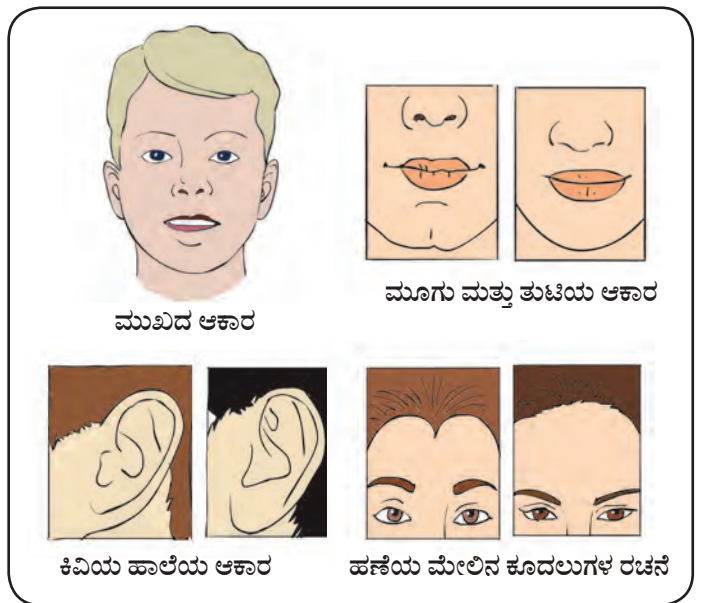 ಮುಖದ ಆಕಾರ
ಮೂಗು ಮತ್ತು ತುಟಿಯ ಆಕಾರ
ಕಿವಿಯ ಹಾಲೆಯ ಆಕಾರ
ಹಣೆಯ ಮೇಲಿನ ಕೂದಲುಗಳ ರಚನೆ